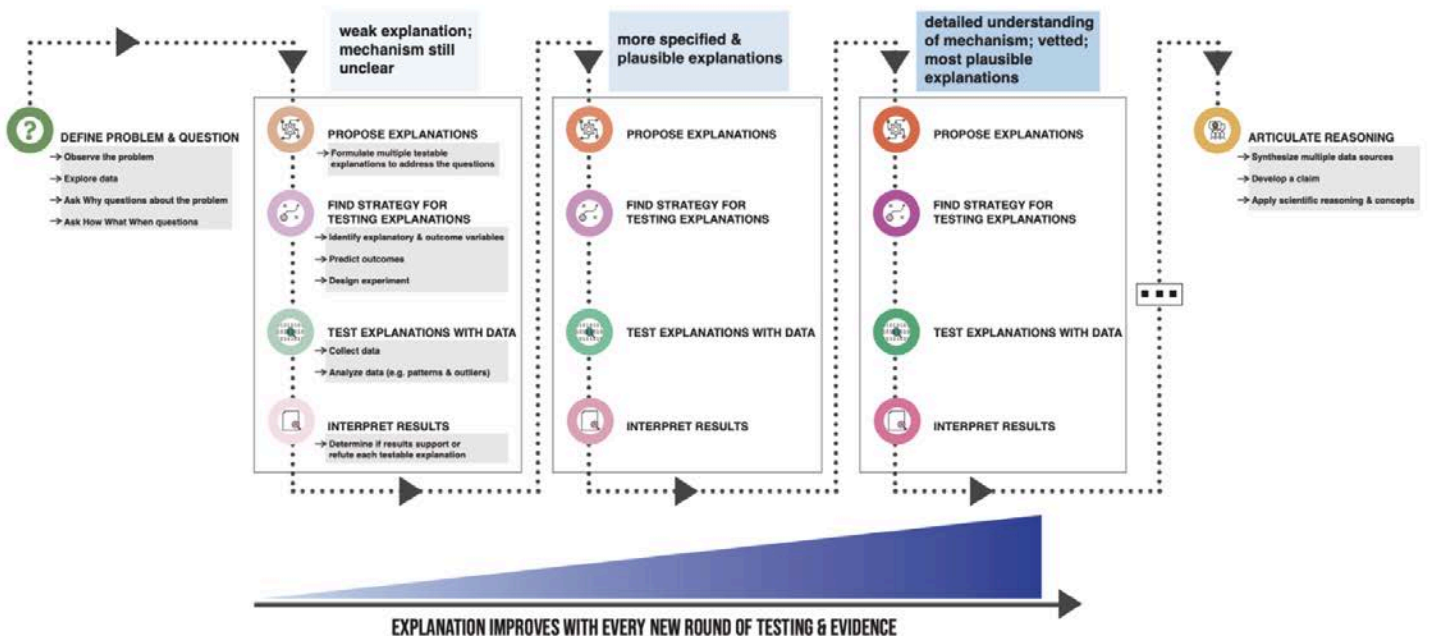 weak explanation;
mechanism still
unclear
more specified &
plausible explanations
detailed understanding
of mechanism; vetted;
most plausible
explanations
?
DEFINE PROBLEM & QUESTION
→ Observe the problem
→ Explore data
→ Ask Why questions about the problem
→ Ask How What When questions
PROPOSE EXPLANATIONS
→ Formulate multiple testable
explanations to address the questions
FIND STRATEGY FOR
TESTING EXPLANATIONS
→ Identify explanatory & outcome variables
→ Predict outcomes
→ Design experiment
TEST EXPLANATIONS WITH DATA
→ Collect data
→ Analyze data (e.g. patterns & outliers)
INTERPRET RESULTS
→ Determine if results support or
refute each testable explanation
PROPOSE EXPLANATIONS
FIND STRATEGY FOR
TESTING EXPLANATIONS
TEST EXPLANATIONS WITH DATA
INTERPRET RESULTS
PROPOSE EXPLANATIONS
FIND STRATEGY FOR
TESTING EXPLANATIONS
TEST EXPLANATIONS WITH DATA
INTERPRET RESULTS
ARTICULATE REASONING
→ Synthesize multiple data sources
→ Develop a claim
→ Apply scientific reasoning & concepts
EXPLANATION IMPROVES WITH EVERY NEW ROUND OF TESTING & EVIDENCE